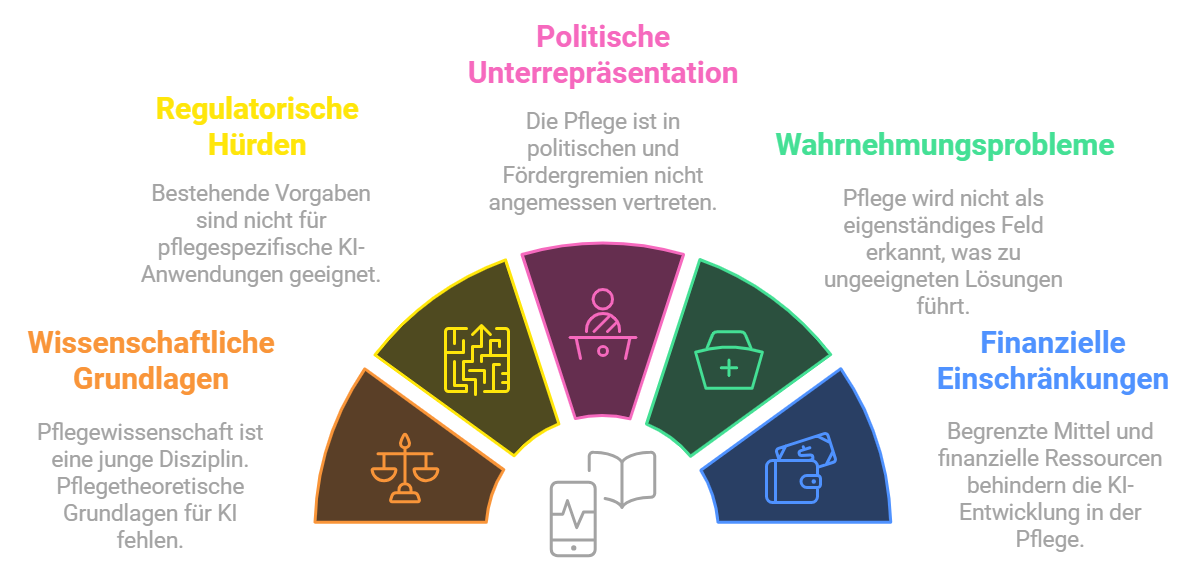 Politische
Unterrepräsentation
Die Pflege ist in
politischen und
Fördergremien nicht
angemessen vertreten.
Regulatorische
Hürden
Bestehende Vorgaben
sind nicht für
pflegespezifische KI-
Anwendungen geeignet.
Wahrnehmungsprobleme
Pflege wird nicht als
eigenständiges Feld
erkannt, was zu
ungeeigneten Lösungen
führt.
Wissenschaftliche
Grundlagen
Pflegewissenschaft ist
eine junge Disziplin.
Pflegetheoretische
Grundlagen für KI
fehlen.
Finanzielle
Einschränkungen
Begrenzte Mittel und
finanzielle Ressourcen
behindern die KI-
Entwicklung in der
Pflege.